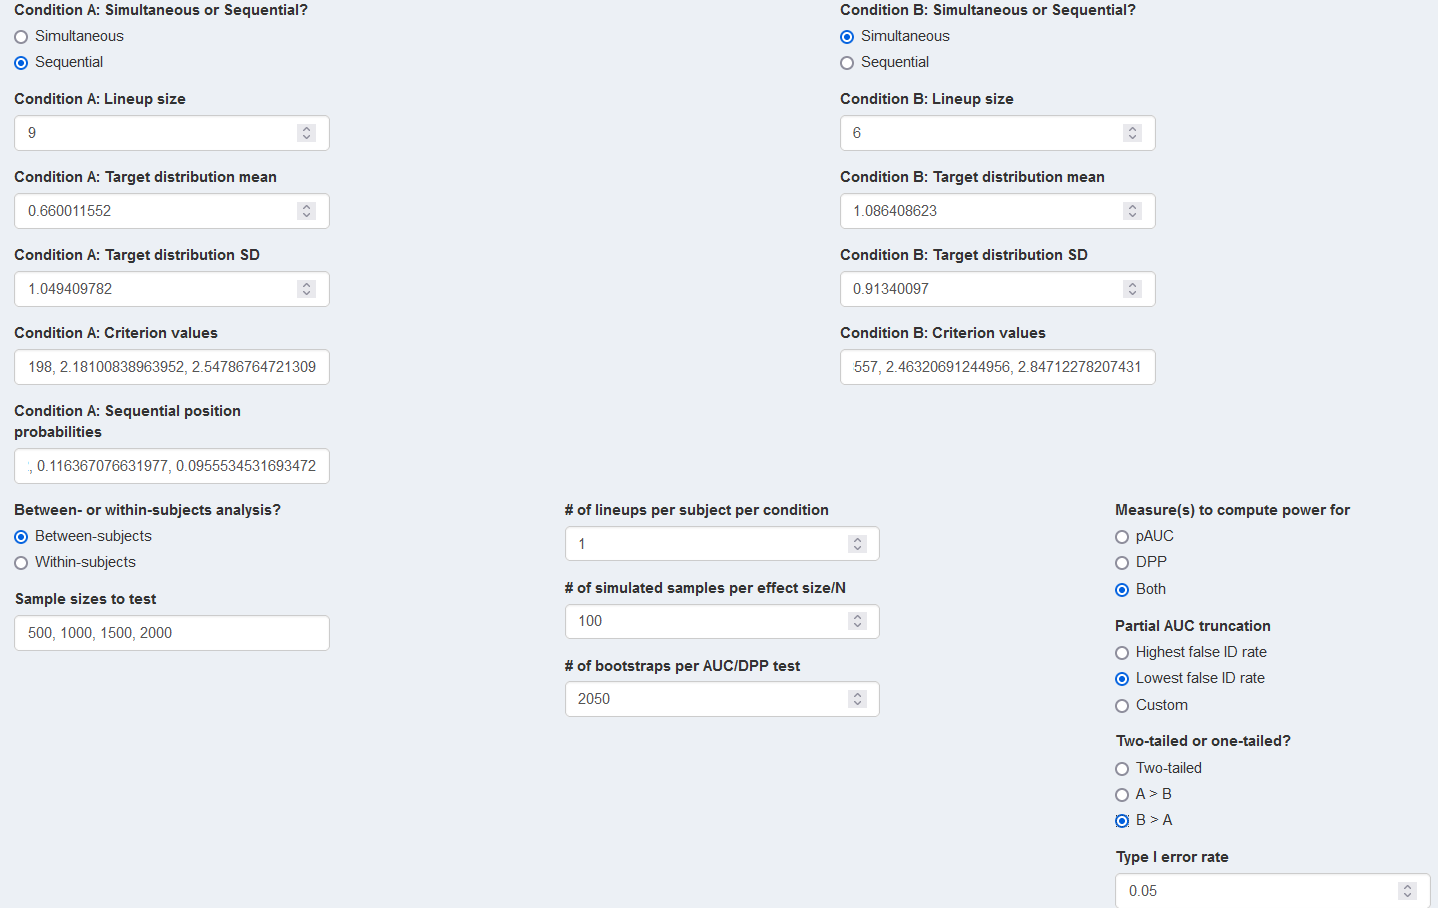 Condition A: Simultaneous or Sequential?
Simultaneous
Sequential
Condition A: Lineup size
9
Condition A: Target distribution mean
0.660011552
Condition A: Target distribution SD
1.049409782
Condition A: Criterion values
198, 2.18100838963952, 2.54786764721309
Condition A: Sequential position
probabilities
, 0.116367076631977, 0.0955534531693472
Condition B: Simultaneous or Sequential?
Simultaneous
Sequential
Condition B: Lineup size
6
Condition B: Target distribution mean
1.086408623
Condition B: Target distribution SD
0.91340097
Condition B: Criterion values
557, 2.46320691244956, 2.84712278207431
Between- or within-subjects analysis?
Between-subjects
Within-subjects
Sample sizes to test
500, 1000, 1500, 2000
# of lineups per subject per condition
1
# of simulated samples per effect size/N
100
# of bootstraps per AUC/DPP test
2050
Measure(s) to compute power for
pAUC
DPP
Both
Partial AUC truncation
Highest false ID rate
Lowest false ID rate
Custom
Two-tailed or one-tailed?
Two-tailed
A > B
B > A
Type I error rate
0.05